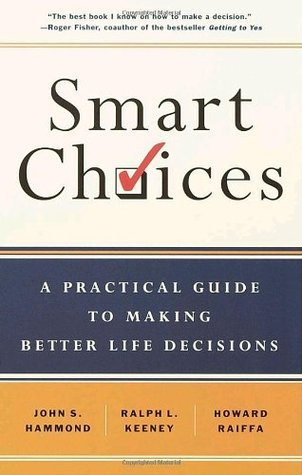 "The best book I know on how to make a decision."
—Roger Fisher, coauthor of the bestseller Getting to Yes
Smart
Choices
A PRACTICAL GUIDE
TO MAKING
BETTER LIFE DECISIONS
JOHN S. HAMMOND
RALPH L. KEENEY
HOWARD RAIFFA